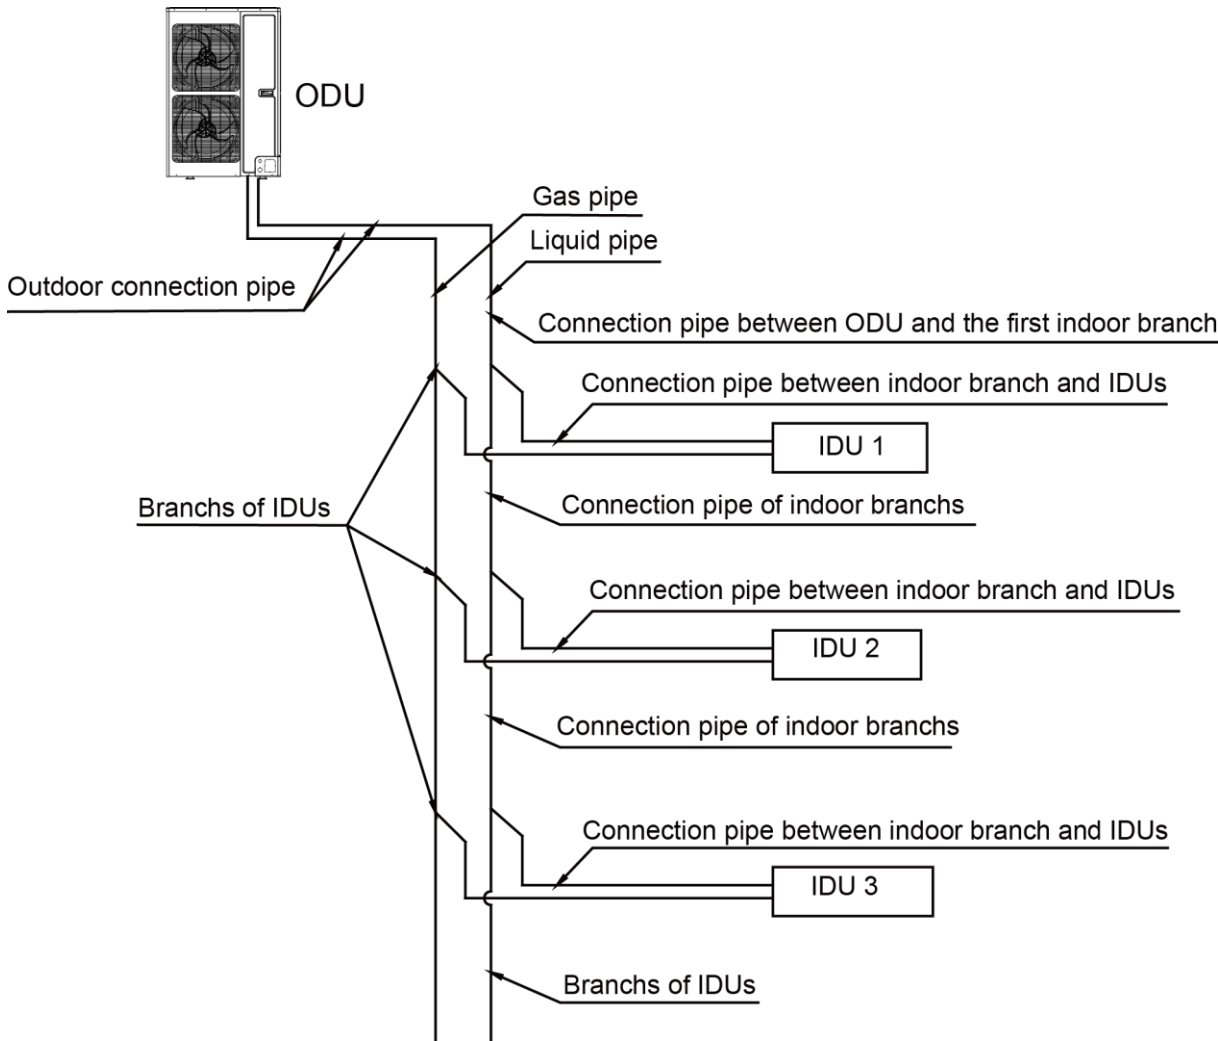 ODU
Gas pipe
Liquid pipe
Outdoor connection pipe
Connection pipe between ODU and the first indoor branch
Connection pipe between indoor branch and IDUs
IDU 1
Branchs of IDUs
Connection pipe of indoor branchs
Connection pipe between indoor branch and IDUs
IDU 2
Connection pipe of indoor branchs
Connection pipe between indoor branch and IDUs
IDU 3
Branchs of IDUs